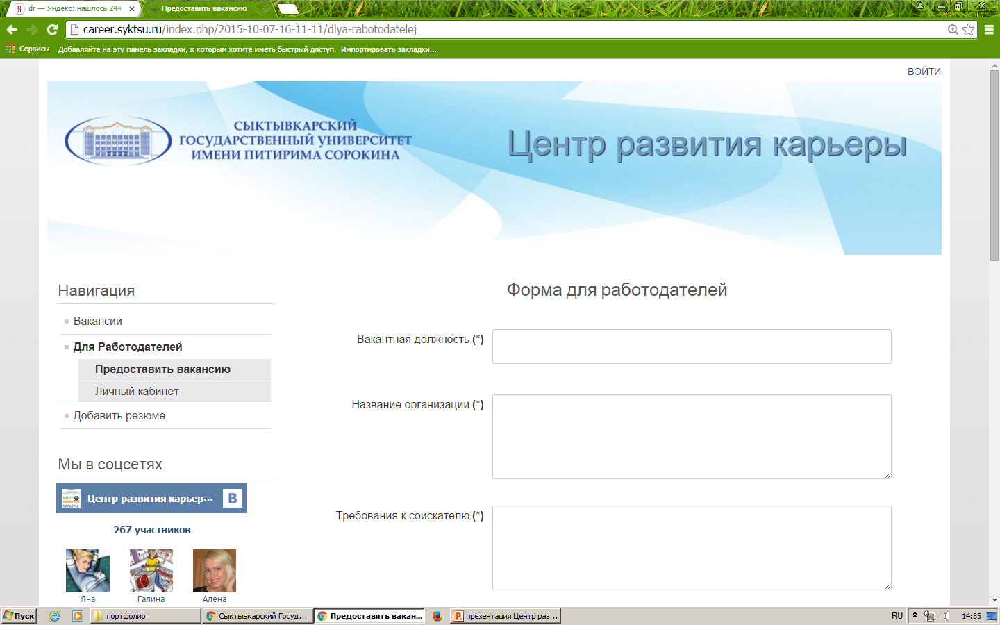 dr — Яндекс: нашлось 244
Предоставить вакансию
career.syktsu.ru/index.php/2015-10-07-16-11-11/dlya-rabotodatelej
Сервисы
Добавляйте на эту панель закладки, к которым хотите иметь быстрый доступ. Импортировать закладки...
ВОЙТИ
СЫКТЫВКАРСКИЙ
ГОСУДАРСТВЕННЫЙ УНИВЕРСИТЕТ
ИМЕНИ ПИТИРИМА СОРОКИНА
Центр развития карьеры
Навигация
Вакансии
Для Работодателей
Предоставить вакансию
Личный кабинет
Добавить резюме
Мы в соцсетях
ЦЕНТР
РАЗВИТИЯ
КАРЬЕРЫ
Центр развития карьер...
В
267 участников
Яна
Галина
Алена
Форма для работодателей
Вакантная должность (*)
Название организации (*)
Требования к соискателю (*)
Пуск
портфолио
Сыктывкарский Госуд...
Предоставить вакан...
презентация Центр раз...
RU
14:35